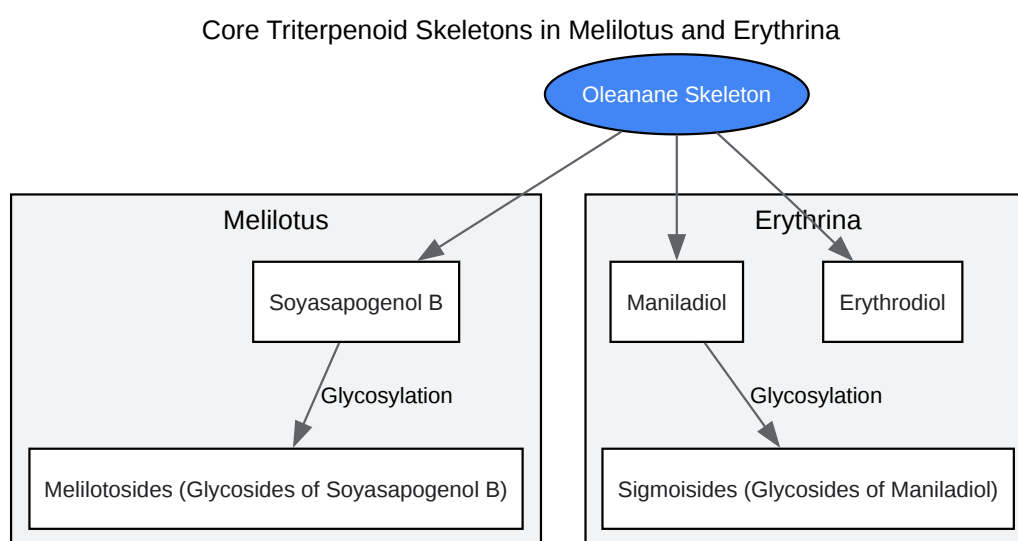 Core Triterpenoid Skeletons in Melilotus and Erythrina
Oleanane Skeleton
Melilotus
Erythrina
Soyasapogenol B
Maniladiol
Erythrodiol
Glycosylation
Glycosylation
Melilotosides (Glycosides of Soyasapogenol B)
Sigmoisides (Glycosides of Maniladiol)